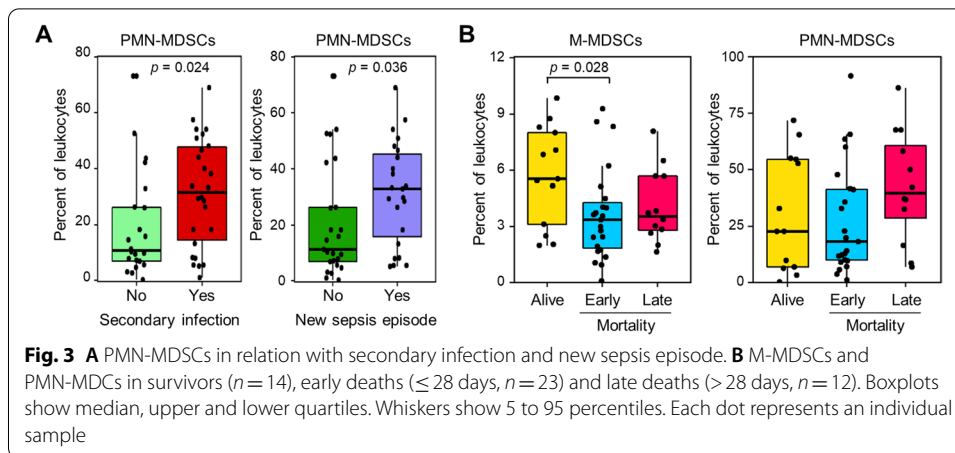 A
PMN-MDSCs
PMN-MDSCs
B
M-MDSCs
PMN-MDSCs
Percent of leukocytes
80
60
40
20
0
p = 0.024
No
Yes
Secondary infection
Percent of leukocytes
80
60
40
20
0
p = 0.036
No
Yes
New sepsis episode
Percent of leukocytes
12
9
6
3
0
p = 0.028
Alive
Early
Late
Mortality
Percent of leukocytes
100
75
50
25
0
Alive
Early
Late
Mortality
Fig. 3 A PMN-MDSCs in relation with secondary infection and new sepsis episode. B M-MDSCs and
PMN-MDCs in survivors (n = 14), early deaths (≤ 28 days, n = 23) and late deaths (> 28 days, n = 12). Boxplots
show median, upper and lower quartiles. Whiskers show 5 to 95 percentiles. Each dot represents an individual
sample